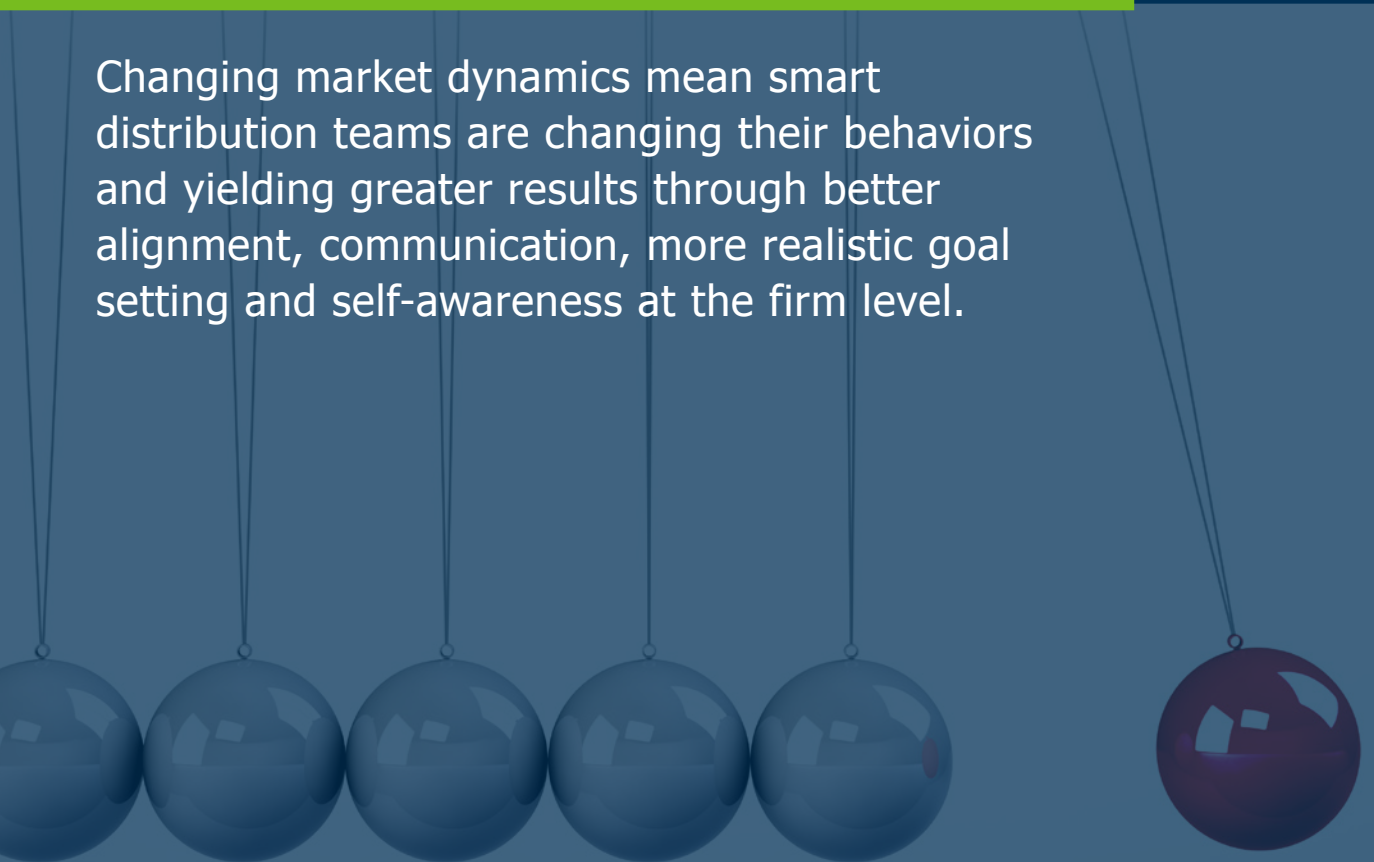 Changing market dynamics mean smart
distribution teams are changing their behaviors
and yielding greater results through better
alignment, communication, more realistic goal
setting and self-awareness at the firm level.